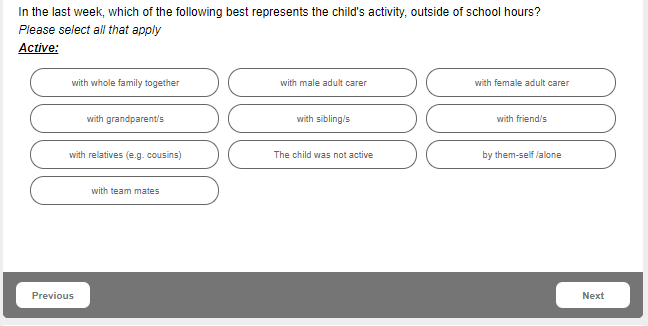 In the last week, which of the following best represents the child's activity, outside of school hours?
Please select all that apply
Active:
with whole family together
with male adult carer
with female adult carer
with grandparent/s
with sibling/s
with friend/s
with relatives (e.g. cousins)
The child was not active
by them-self /alone
with team mates
Previous
Next